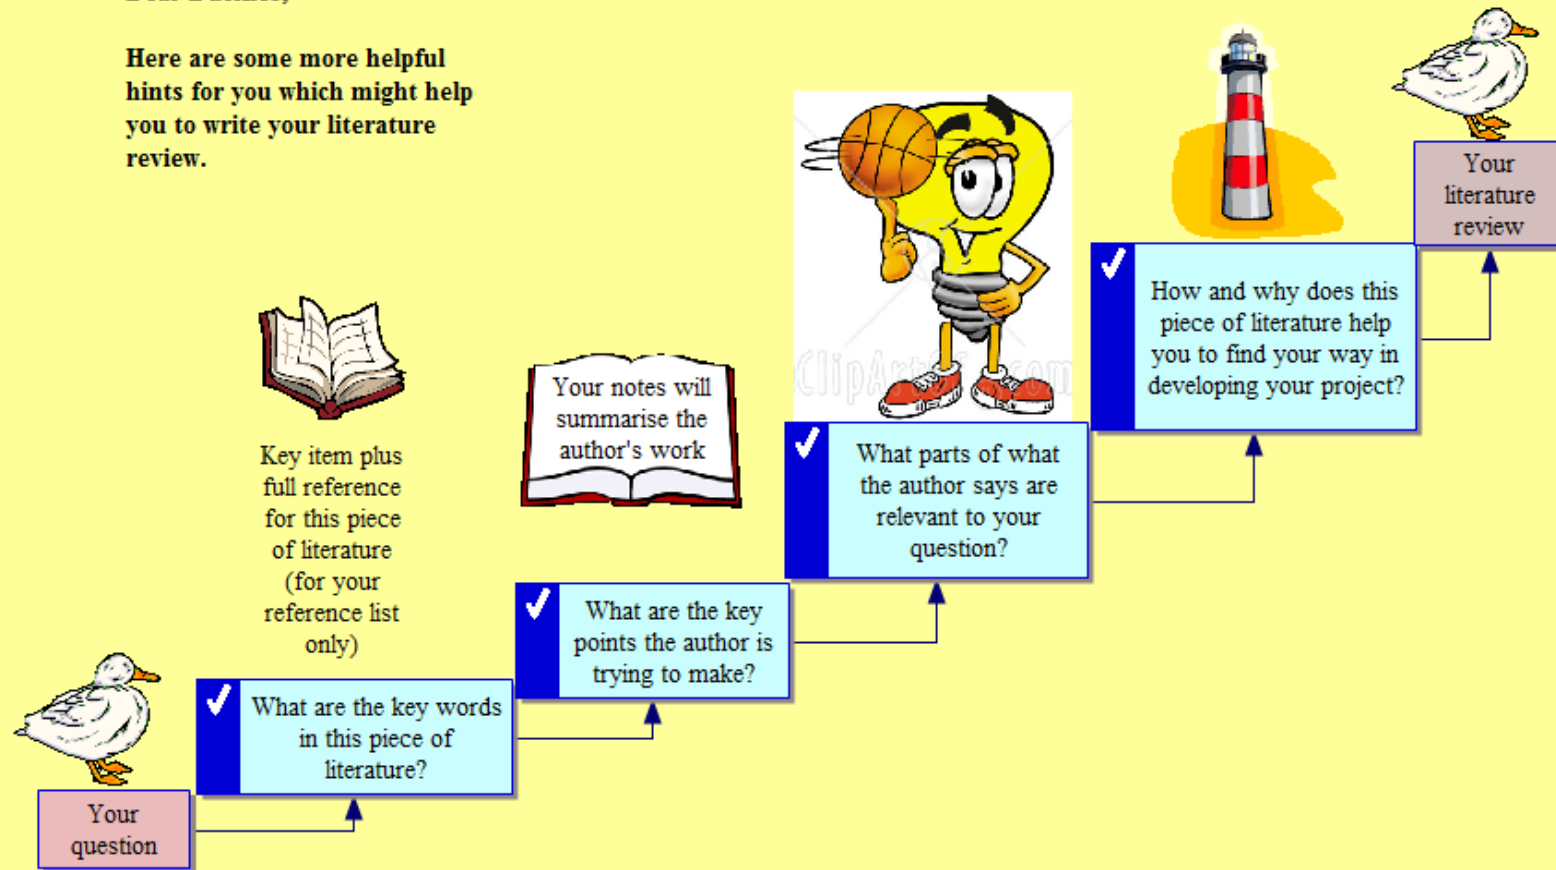 Here are some more helpful
hints for you which might help
you to write your literature
review.
Your
literature
review
How and why does this
piece of literature help
you to find your way in
developing your project?
What parts of what
the author says are
relevant to your
question?
Your notes will
summarise the
author's work
What are the key
points the author is
trying to make?
Key item plus
full reference
for this piece
of literature
(for your
reference list
only)
What are the key words
in this piece of
literature?
Your
question